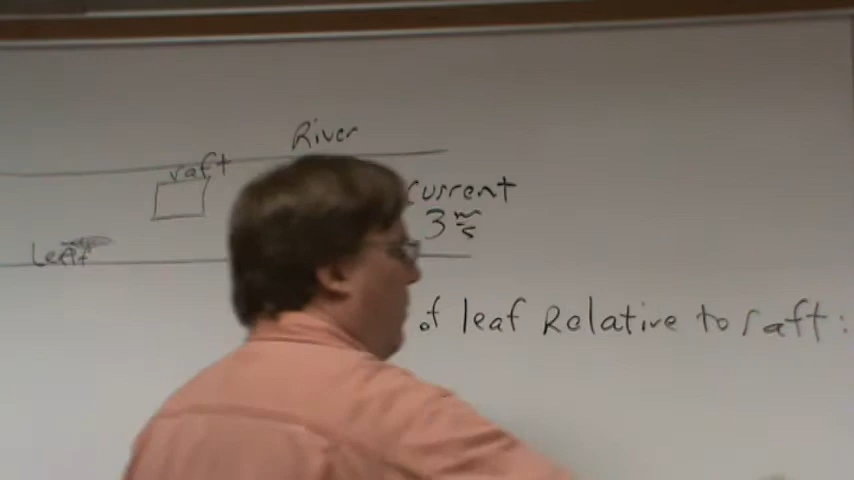 River
raft
current
3 m/s
Leaf
of leaf Relative to raft: